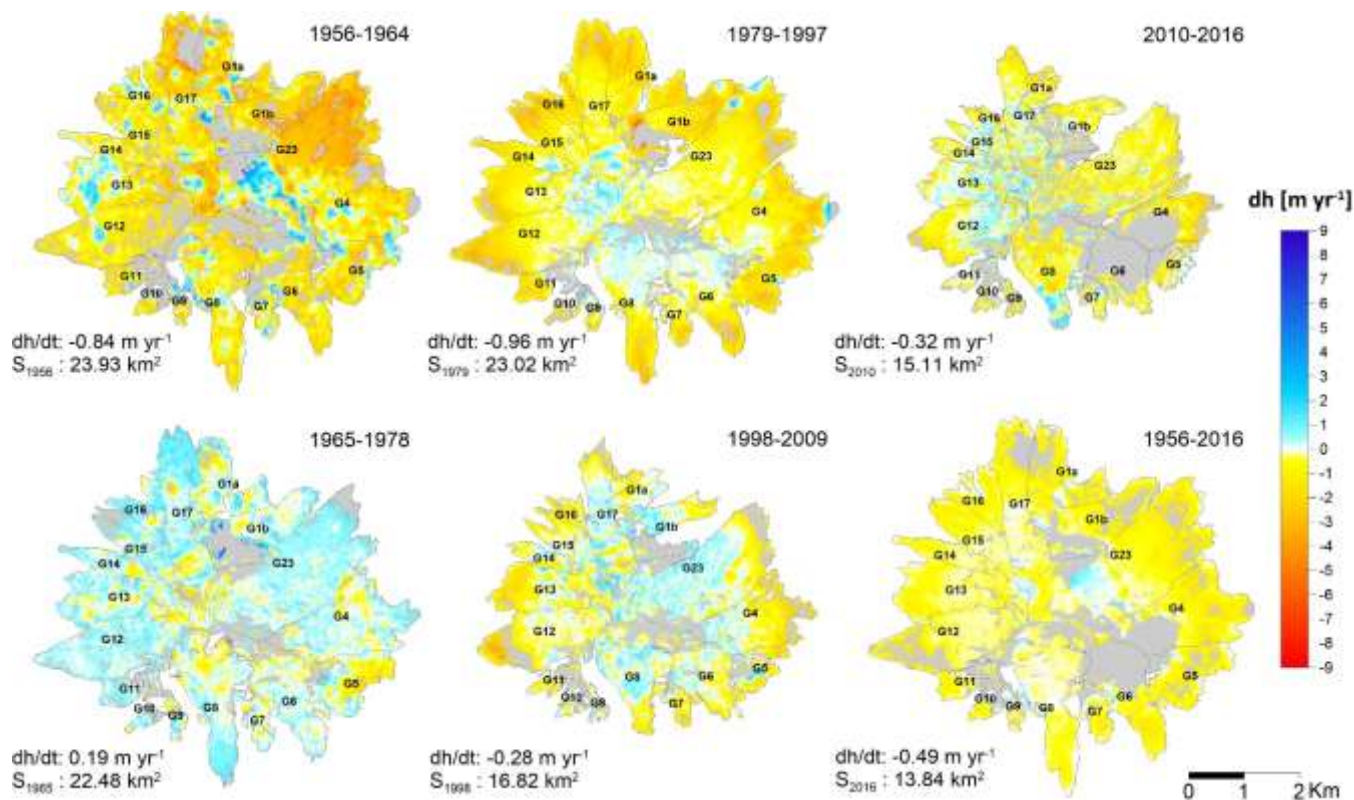 1956-1964
G1a
G16
G17
G15
G1b
G14
G23
G13
G4
G12
G11
G5
G10
G9
G8
G7
G6
dh/dt: -0.84 m yr⁻¹
S₁₉₅₆ : 23.93 km²
1979-1997
G1a
G16
G17
G1b
G15
G14
G23
G13
G4
G12
G5
G11
G10
G9
G8
G7
G6
dh/dt: -0.96 m yr⁻¹
S₁₉₇₉ : 23.02 km²
2010-2016
G1a
G16
G17
G1b
G15
G14
G23
G13
G4
G12
G5
G11
G8
G6
G10
G9
G7
dh/dt: -0.32 m yr⁻¹
S₂₀₁₀ : 15.11 km²
dh [m yr⁻¹]
9
8
7
6
5
4
3
2
1
0
-1
-2
-3
-4
-5
-6
-7
-8
-9
1965-1978
G1a
G16
G17
G1b
G15
G14
G23
G13
G4
G12
G11
G5
G10
G9
G8
G7
G6
dh/dt: 0.19 m yr⁻¹
S₁₉₆₅ : 22.48 km²
1998-2009
G1a
G16
G17
G1b
G15
G14
G23
G13
G4
G12
G11
G8
G6
G5
G10
G9
G7
dh/dt: -0.28 m yr⁻¹
S₁₉₉₈ : 16.82 km²
1956-2016
G1a
G16
G17
G1b
G15
G14
G23
G13
G4
G12
G11
G5
G10
G9
G8
G7
G6
dh/dt: -0.49 m yr⁻¹
S₂₀₁₆ : 13.84 km²
0 1 2 Km